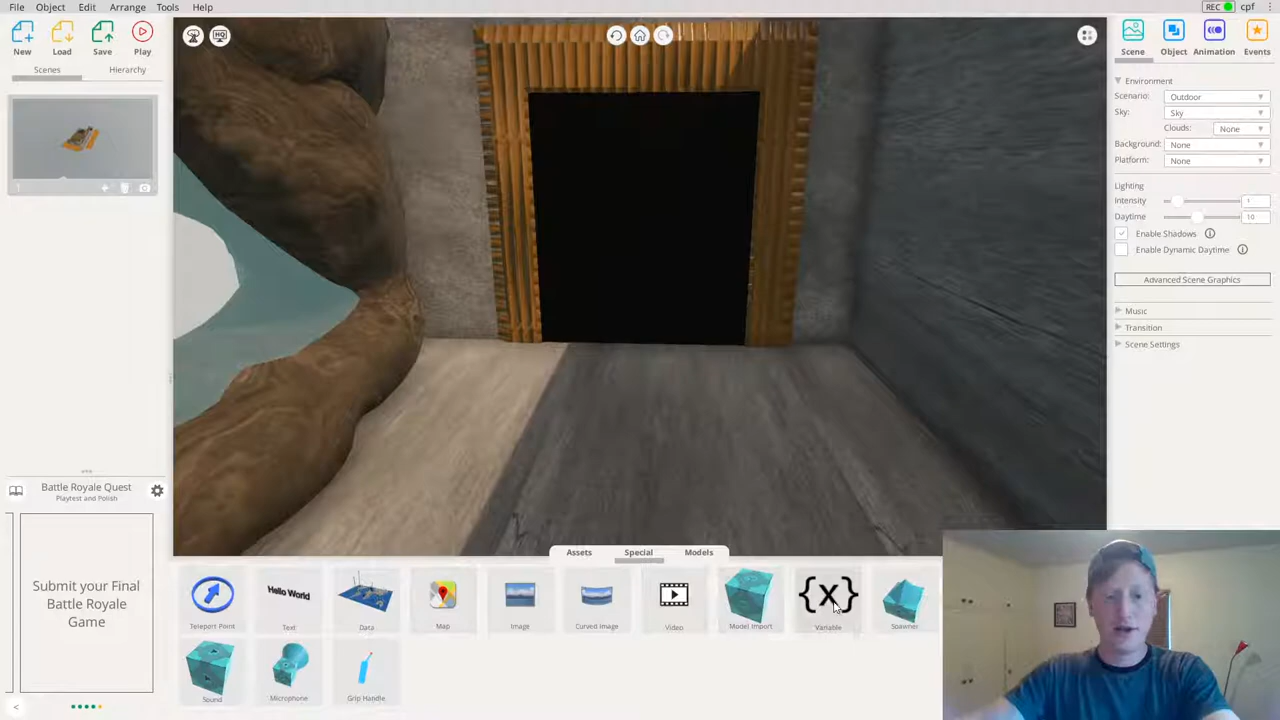 File Object Edit Arrange Tools Help REC cpf
New Load Save Play
Scene Object Animation Events
Scenes Hierarchy
1
Environment
Scenario: Outdoor
Sky: Sky
Clouds: None
Background: None
Platform: None
Lighting
Intensity 1
Daytime 10
Enable Shadows
Enable Dynamic Daytime
Advanced Scene Graphics
Music
Transition
Scene Settings
Battle Royale Quest
Playtest and Polish
Submit your Final
Battle Royale
Game
Assets Special Models
Hello World
{x}
Teleport Point Text Data Map Image Curved Image Video Model Import Variable Spawner
Sound Microphone Grip Handle
<